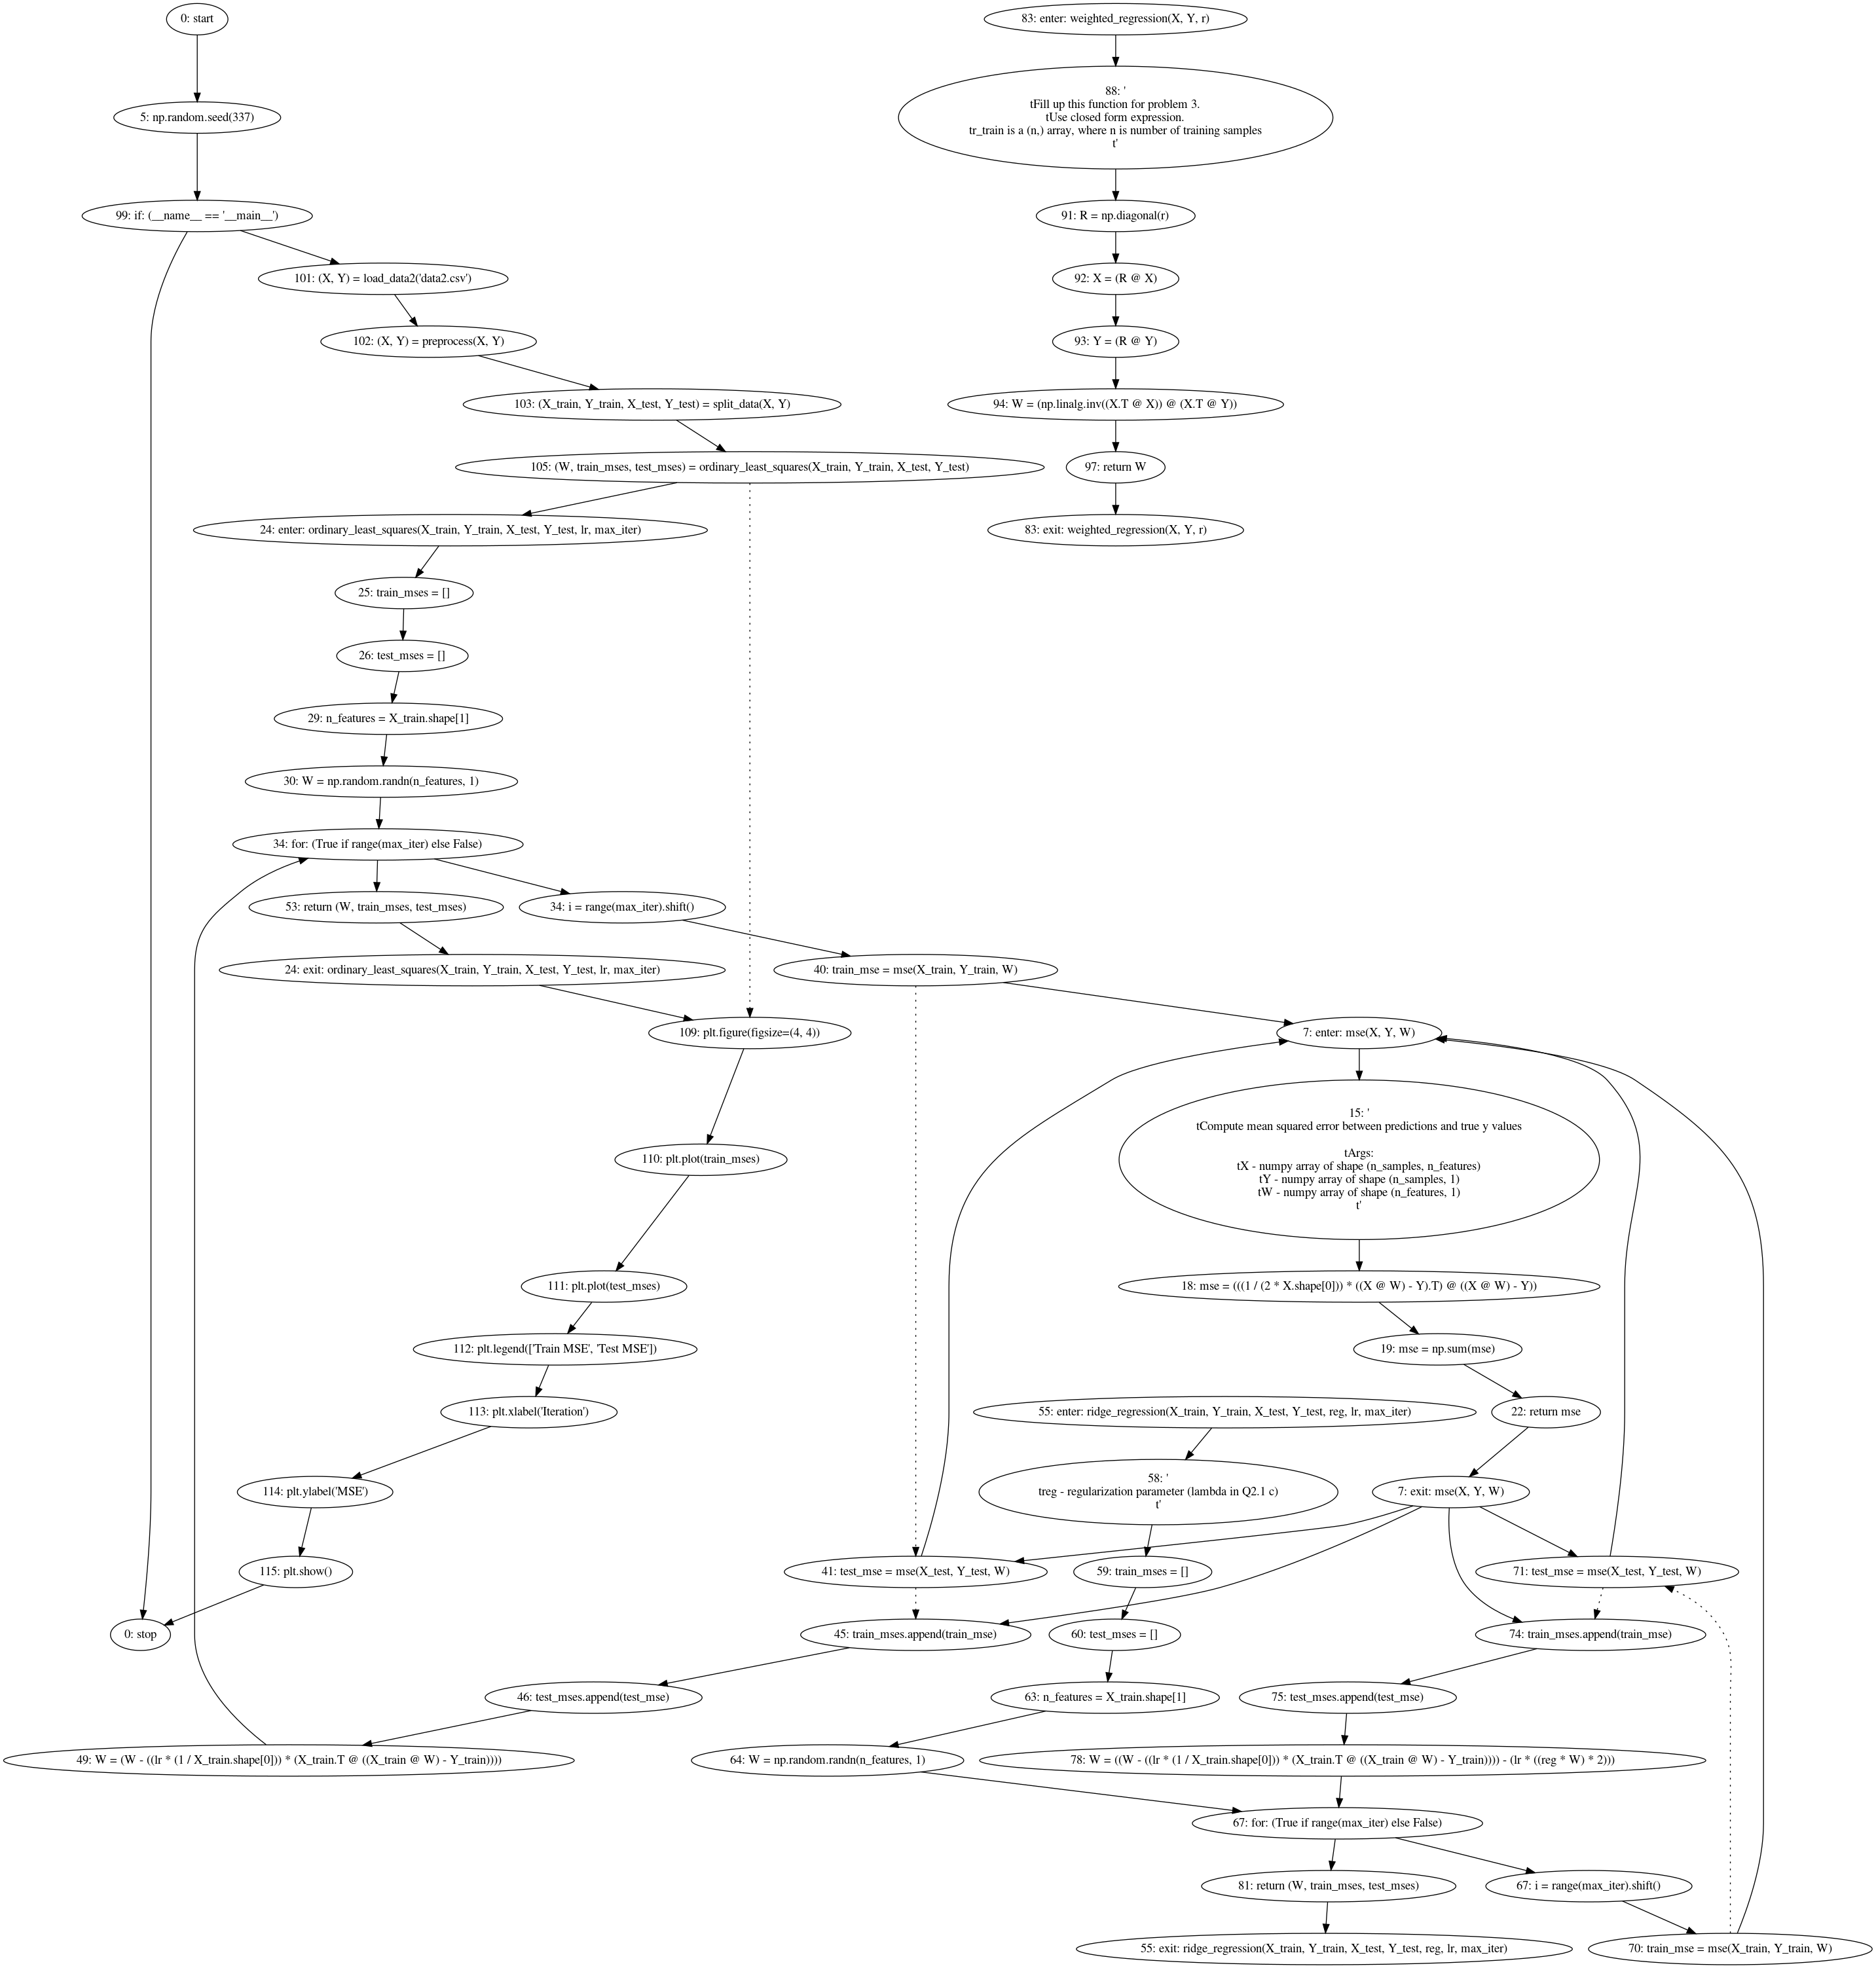 0: start
83: enter: weighted_regression(X, Y, r)
5: np.random.seed(337)
88: '
tFill up this function for problem 3.
tUse closed form expression.
tr_train is a (n,) array, where n is number of training samples
t'
99: if: (__name__ == '__main__')
91: R = np.diagonal(r)
101: (X, Y) = load_data2('data2.csv')
92: X = (R @ X)
102: (X, Y) = preprocess(X, Y)
93: Y = (R @ Y)
103: (X_train, Y_train, X_test, Y_test) = split_data(X, Y)
94: W = (np.linalg.inv((X.T @ X)) @ (X.T @ Y))
105: (W, train_mses, test_mses) = ordinary_least_squares(X_train, Y_train, X_test, Y_test)
97: return W
24: enter: ordinary_least_squares(X_train, Y_train, X_test, Y_test, lr, max_iter)
83: exit: weighted_regression(X, Y, r)
25: train_mses = []
26: test_mses = []
29: n_features = X_train.shape[1]
30: W = np.random.randn(n_features, 1)
34: for: (True if range(max_iter) else False)
53: return (W, train_mses, test_mses)
34: i = range(max_iter).shift()
24: exit: ordinary_least_squares(X_train, Y_train, X_test, Y_test, lr, max_iter)
40: train_mse = mse(X_train, Y_train, W)
109: plt.figure(figsize=(4, 4))
7: enter: mse(X, Y, W)
110: plt.plot(train_mses)
15: '
tCompute mean squared error between predictions and true y values
tArgs:
tX - numpy array of shape (n_samples, n_features)
tY - numpy array of shape (n_samples, 1)
tW - numpy array of shape (n_features, 1)
t'
111: plt.plot(test_mses)
18: mse = (((1 / (2 * X.shape[0])) * ((X @ W) - Y).T) @ ((X @ W) - Y))
112: plt.legend(['Train MSE', 'Test MSE'])
19: mse = np.sum(mse)
113: plt.xlabel('Iteration')
55: enter: ridge_regression(X_train, Y_train, X_test, Y_test, reg, lr, max_iter)
22: return mse
114: plt.ylabel('MSE')
58: '
treg - regularization parameter (lambda in Q2.1 c)
t'
7: exit: mse(X, Y, W)
115: plt.show()
41: test_mse = mse(X_test, Y_test, W)
59: train_mses = []
71: test_mse = mse(X_test, Y_test, W)
0: stop
45: train_mses.append(train_mse)
60: test_mses = []
74: train_mses.append(train_mse)
46: test_mses.append(test_mse)
63: n_features = X_train.shape[1]
75: test_mses.append(test_mse)
49: W = (W - ((lr * (1 / X_train.shape[0])) * (X_train.T @ ((X_train @ W) - Y_train))))
64: W = np.random.randn(n_features, 1)
78: W = ((W - ((lr * (1 / X_train.shape[0])) * (X_train.T @ ((X_train @ W) - Y_train)))) - (lr * ((reg * W) * 2)))
67: for: (True if range(max_iter) else False)
81: return (W, train_mses, test_mses)
67: i = range(max_iter).shift()
55: exit: ridge_regression(X_train, Y_train, X_test, Y_test, reg, lr, max_iter)
70: train_mse = mse(X_train, Y_train, W)